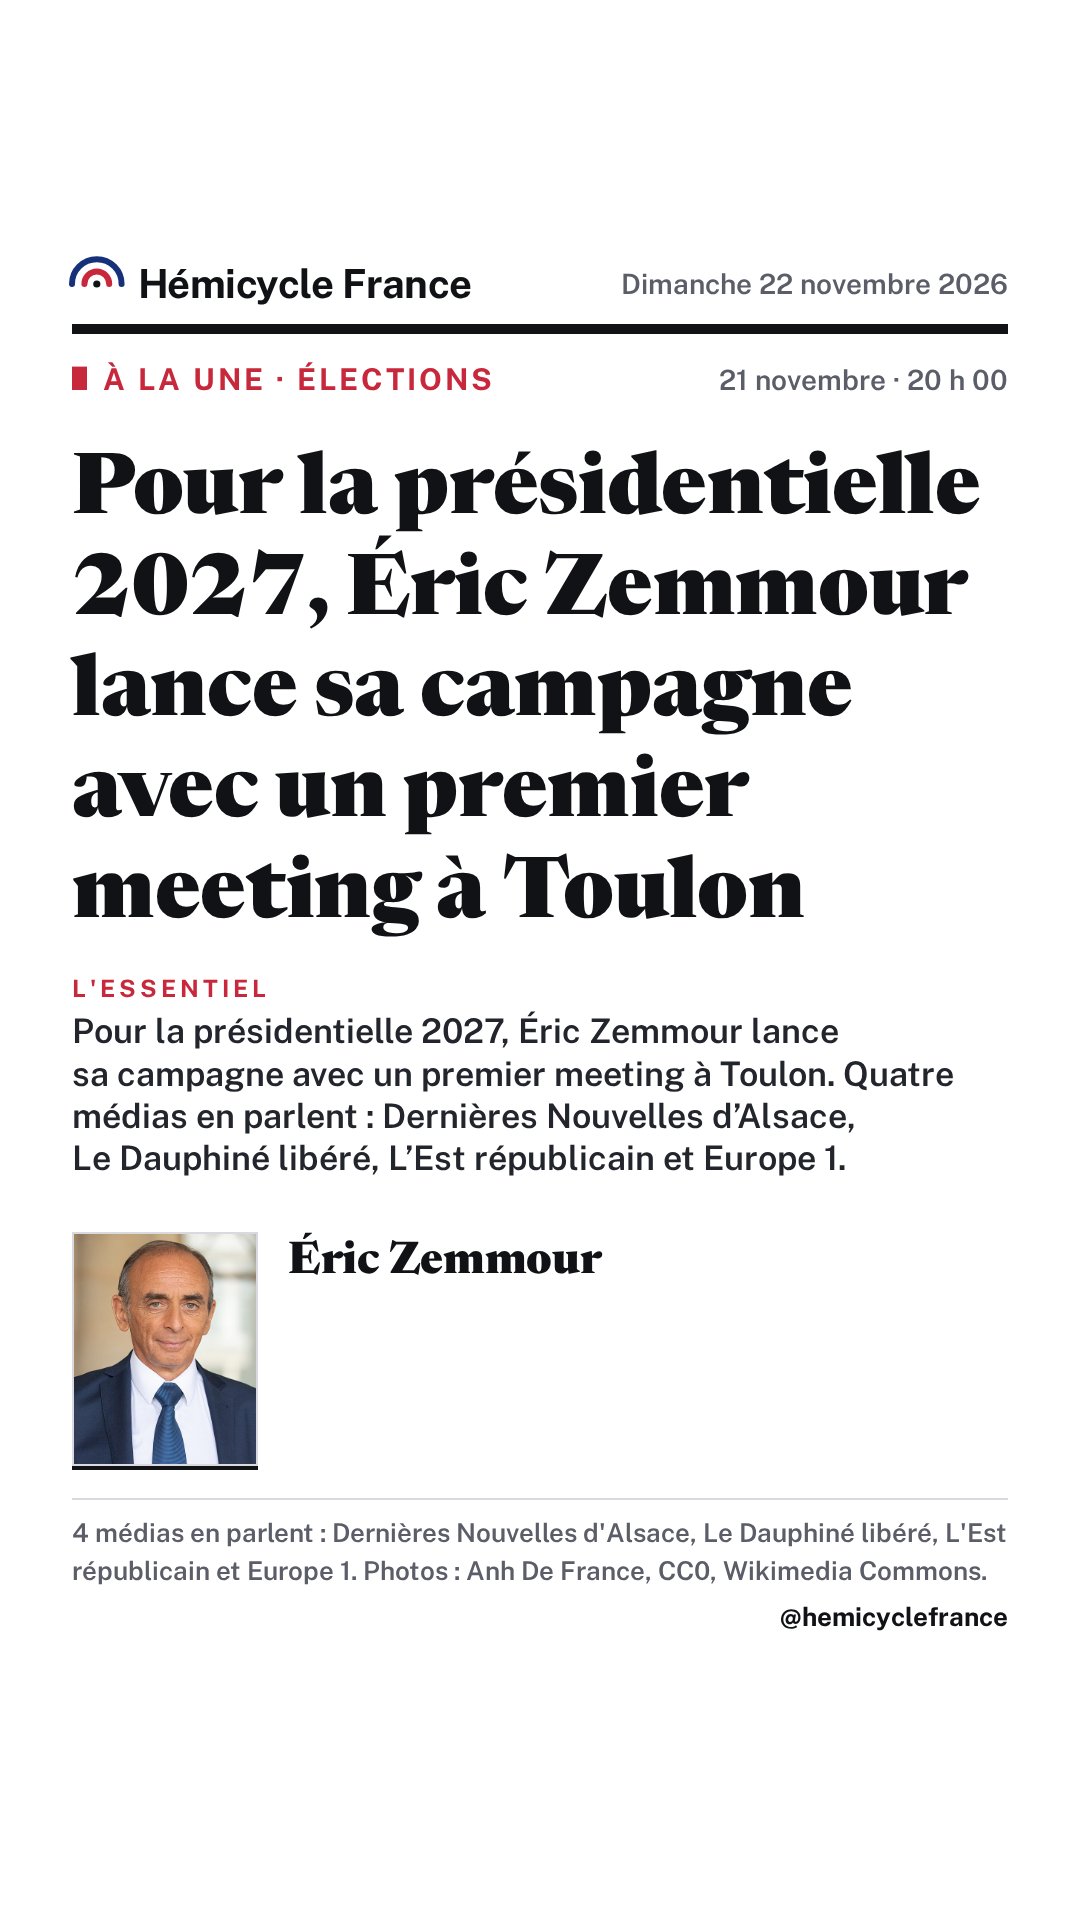 Hémicycle France
Dimanche 22 novembre 2026
À LA UNE · ÉLECTIONS
21 novembre · 20 h 00
Pour la présidentielle
2027, Éric Zemmour
lance sa campagne
avec un premier
meeting à Toulon
L'ESSENTIEL
Pour la présidentielle 2027, Éric Zemmour lance
sa campagne avec un premier meeting à Toulon. Quatre
médias en parlent : Dernières Nouvelles d’Alsace,
Le Dauphiné libéré, L’Est républicain et Europe 1.
Éric Zemmour
4 médias en parlent : Dernières Nouvelles d'Alsace, Le Dauphiné libéré, L'Est
républicain et Europe 1. Photos : Anh De France, CC0, Wikimedia Commons.
@hemicyclefrance